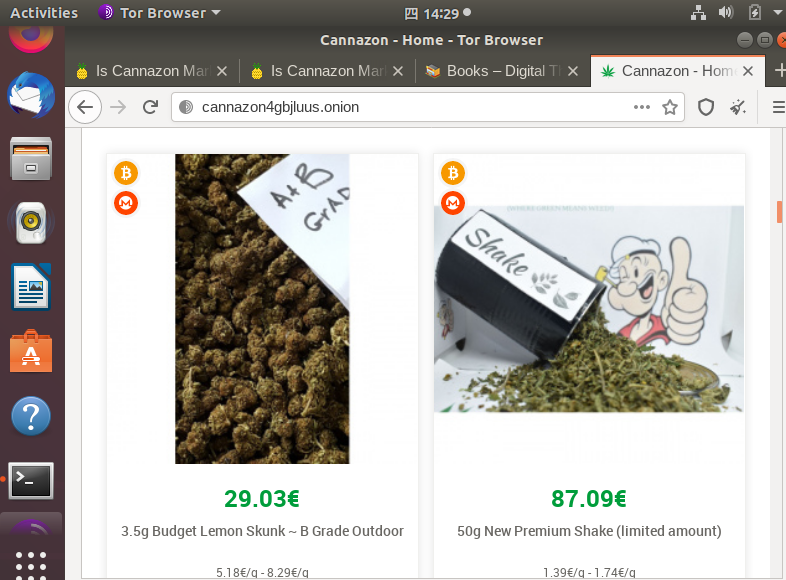 Activities
Tor Browser
四 14:29
Cannazon - Home - Tor Browser
Is Cannazon Mar
Is Cannazon Mar
Books – Digital Th
Cannazon - Home
cannazon4gbjluus.onion
A+B
GrAD
Shake
29.03€
87.09€
3.5g Budget Lemon Skunk ~ B Grade Outdoor
50g New Premium Shake (limited amount)
5.18€/g - 8.29€/g
1.39€/g - 1.74€/g